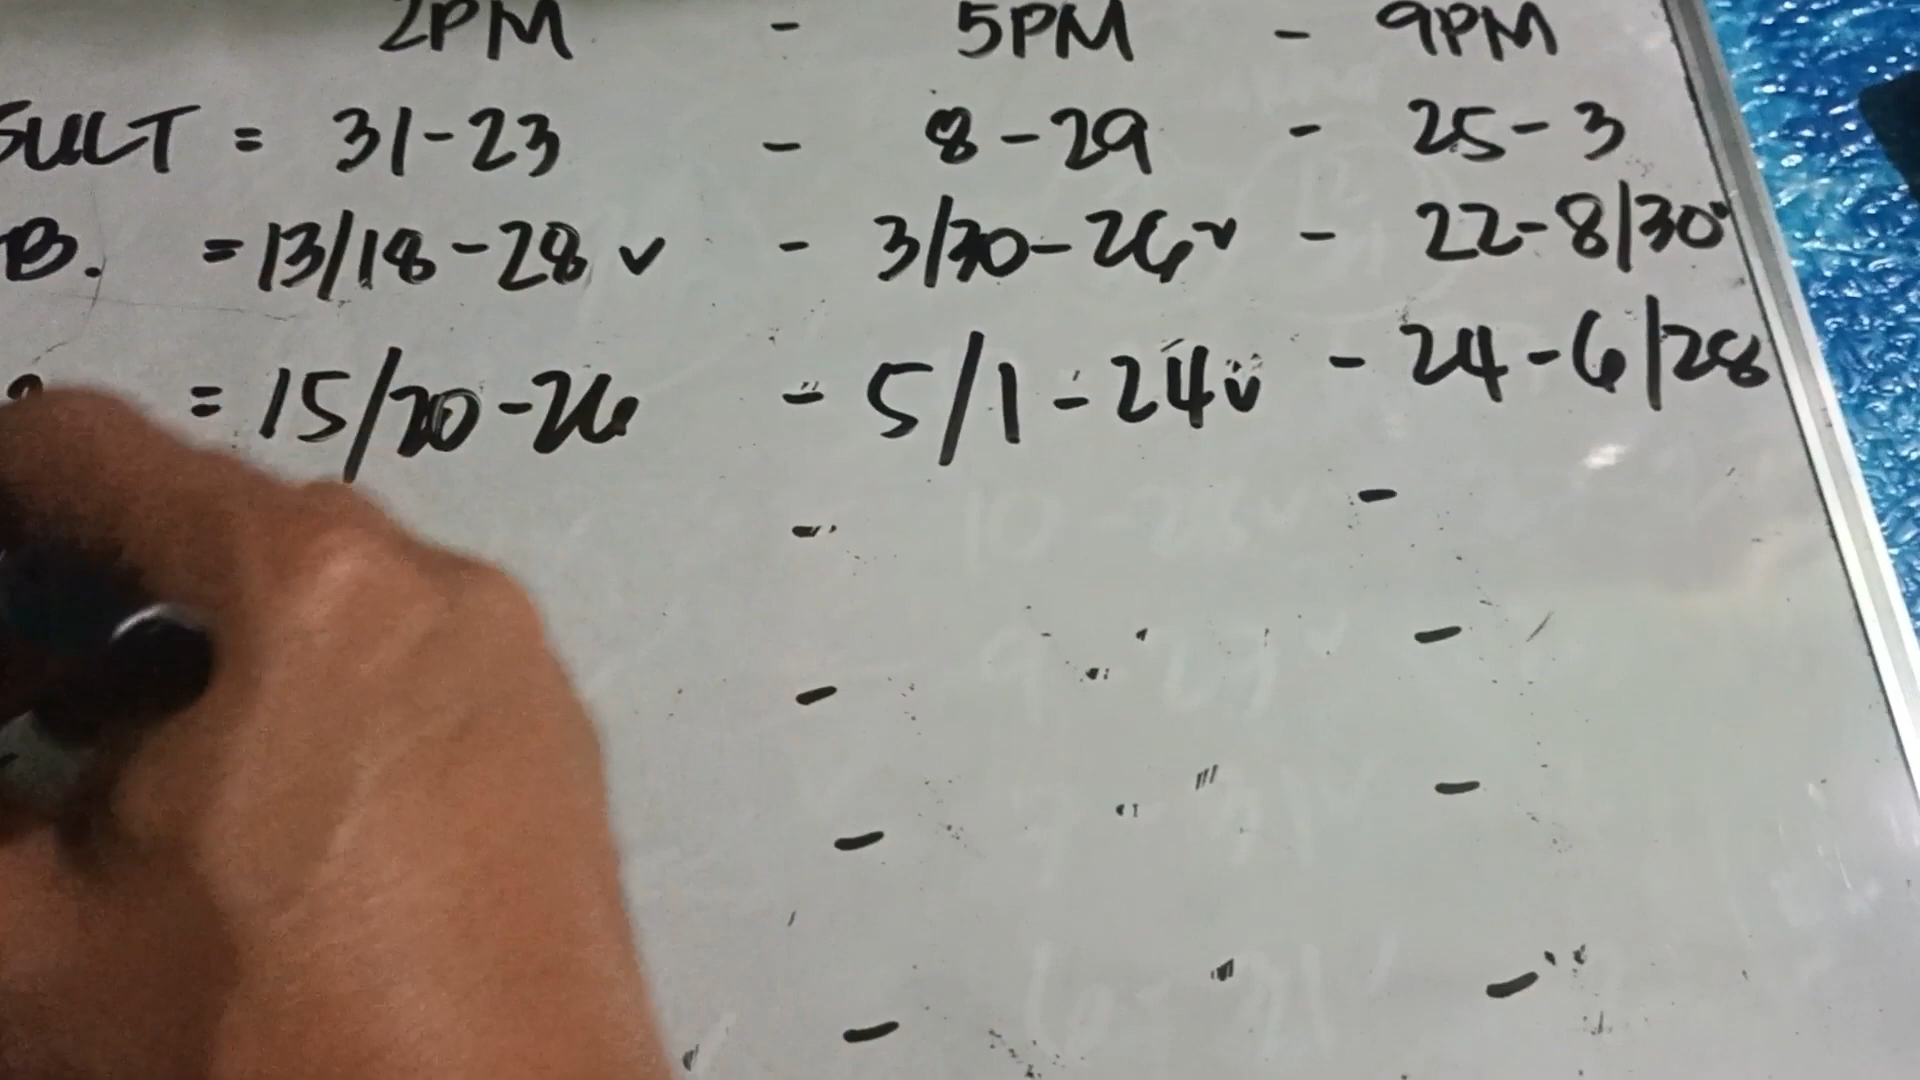 2PM - 5PM - 9PM
SULT = 31-23 - 8-29 - 25-3
B. =13/18-28 v - 3/30-26 v - 22-8/30
= 15/20-26 - 5/1-24 v - 24-6/28
- -
- -
- -
- -